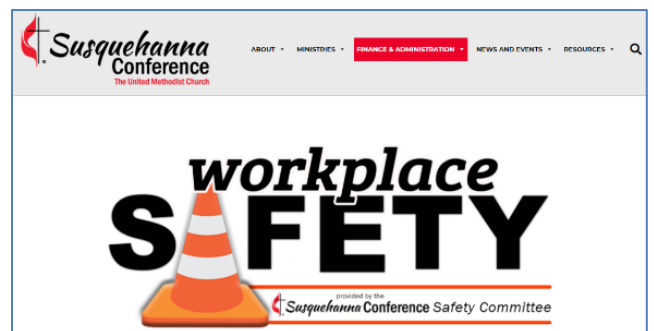 Susquehanna
Conference
The United Methodist Church
ABOUT MINISTRIES FINANCE & ADMINISTRATION NEWS AND EVENTS RESOURCES
workplace
SAFETY
provided by the
Susquehanna Conference Safety Committee